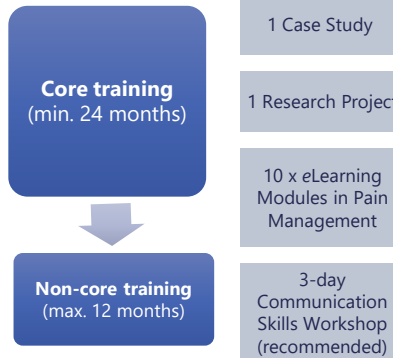 Core training
(min. 24 months)
Non-core training
(max. 12 months)
1 Case Study
1 Research Project
10 x eLearning
Modules in Pain
Management
3-day
Communication
Skills Workshop
(recommended)